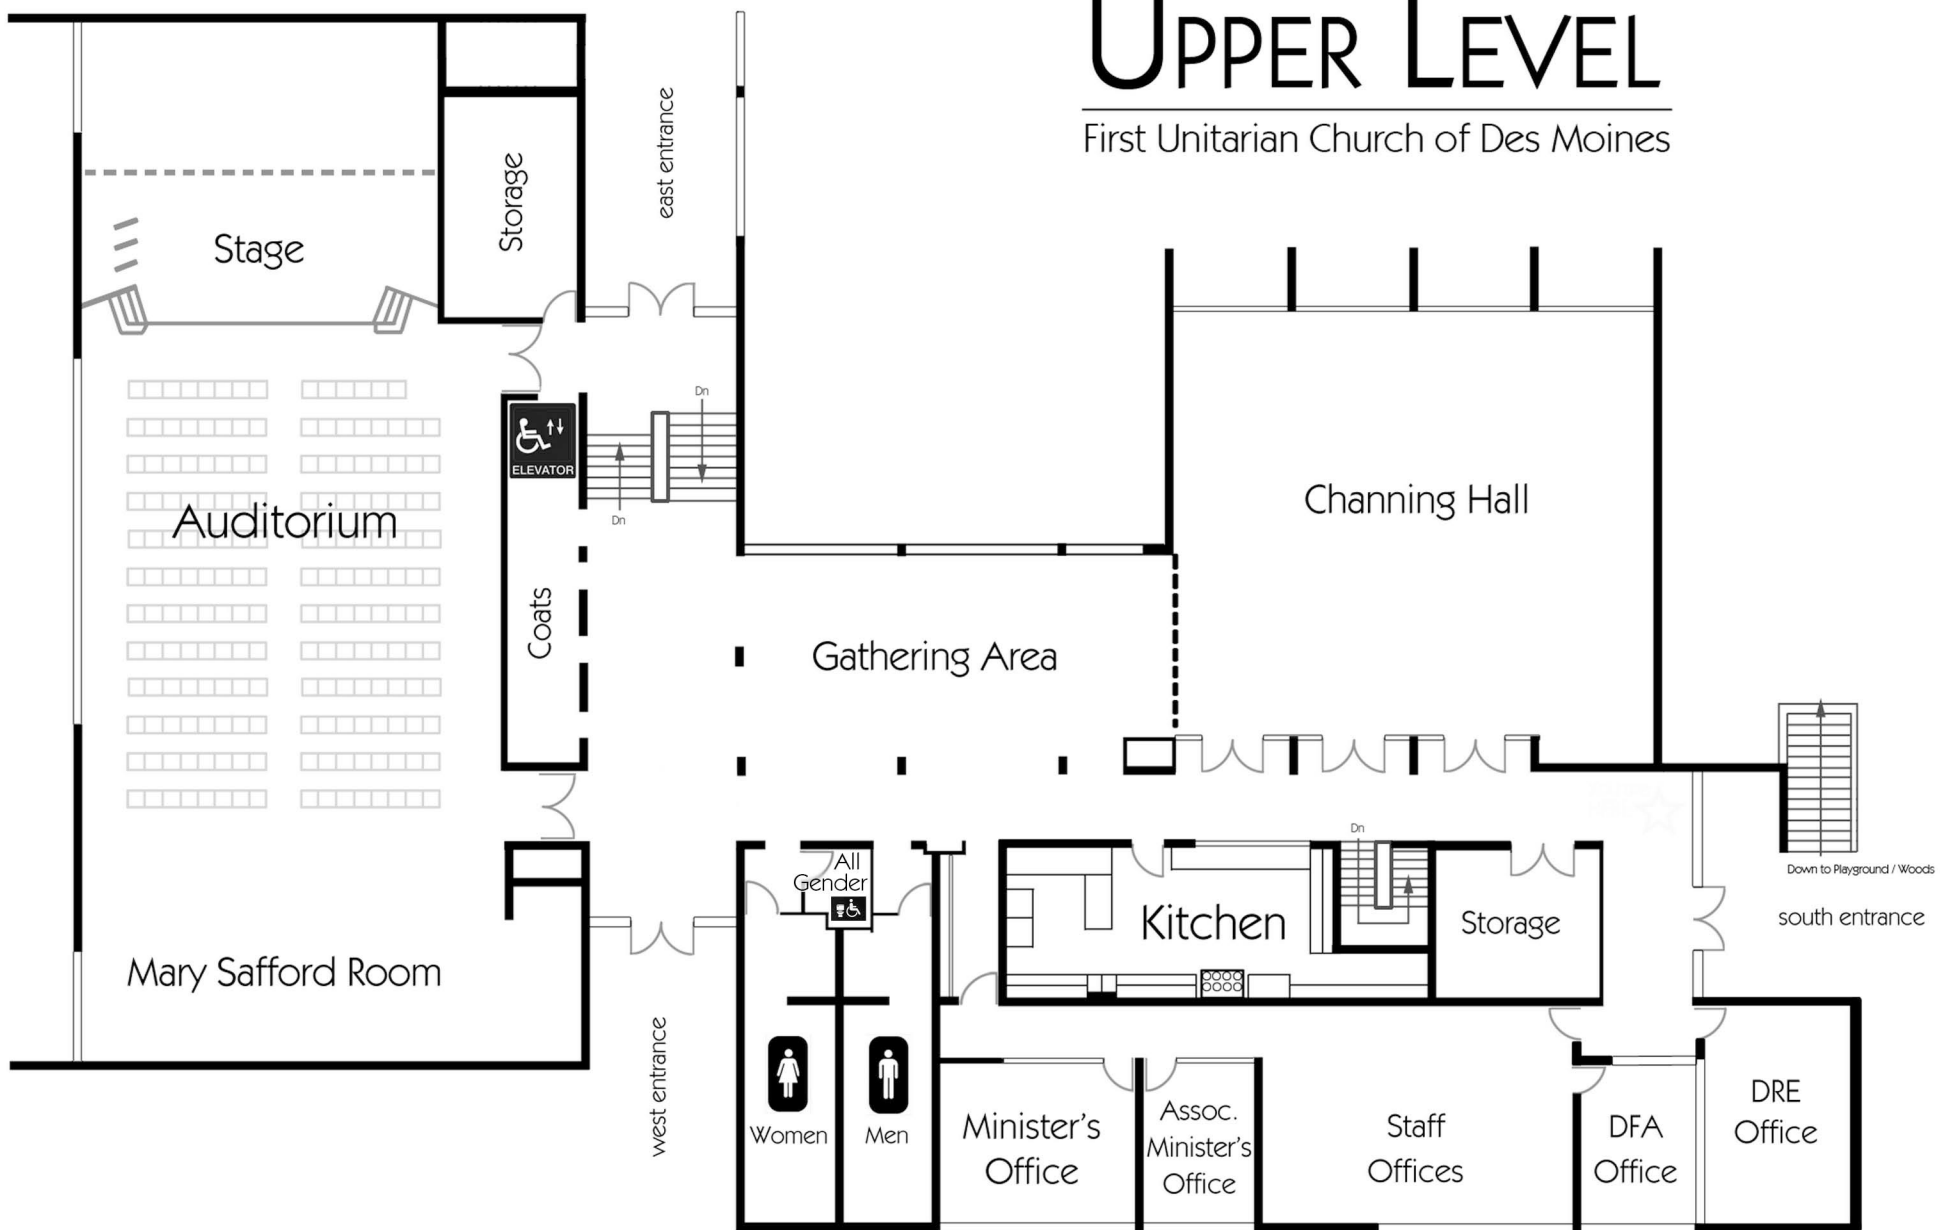 UPPER LEVEL
First Unitarian Church of Des Moines
east entrance
Storage
Stage
Dn
ELEVATOR
Dn
Auditorium
Channing Hall
Coats
Gathering Area
Dn
Down to Playground / Woods
All
Gender
Kitchen
Storage
south entrance
Mary Safford Room
west entrance
Women
Men
Minister's
Office
Assoc.
Minister's
Office
Staff
Offices
DFA
Office
DRE
Office